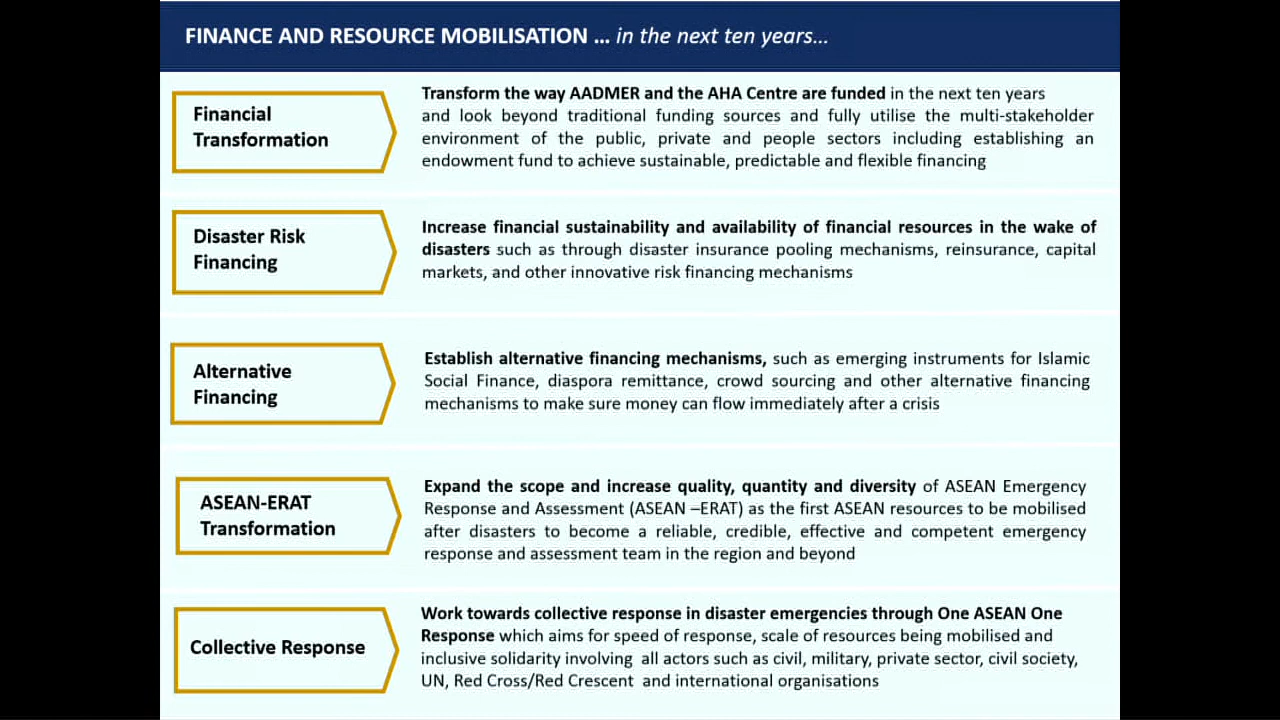 FINANCE AND RESOURCE MOBILISATION ... in the next ten years...
Financial
Transformation
Transform the way AADMER and the AHA Centre are funded in the next ten years
and look beyond traditional funding sources and fully utilise the multi-stakeholder
environment of the public, private and people sectors including establishing an
endowment fund to achieve sustainable, predictable and flexible financing
Disaster Risk
Financing
Increase financial sustainability and availability of financial resources in the wake of
disasters such as through disaster insurance pooling mechanisms, reinsurance, capital
markets, and other innovative risk financing mechanisms
Alternative
Financing
Establish alternative financing mechanisms, such as emerging instruments for Islamic
Social Finance, diaspora remittance, crowd sourcing and other alternative financing
mechanisms to make sure money can flow immediately after a crisis
ASEAN-ERAT
Transformation
Expand the scope and increase quality, quantity and diversity of ASEAN Emergency
Response and Assessment (ASEAN –ERAT) as the first ASEAN resources to be mobilised
after disasters to become a reliable, credible, effective and competent emergency
response and assessment team in the region and beyond
Collective Response
Work towards collective response in disaster emergencies through One ASEAN One
Response which aims for speed of response, scale of resources being mobilised and
inclusive solidarity involving all actors such as civil, military, private sector, civil society,
UN, Red Cross/Red Crescent and international organisations